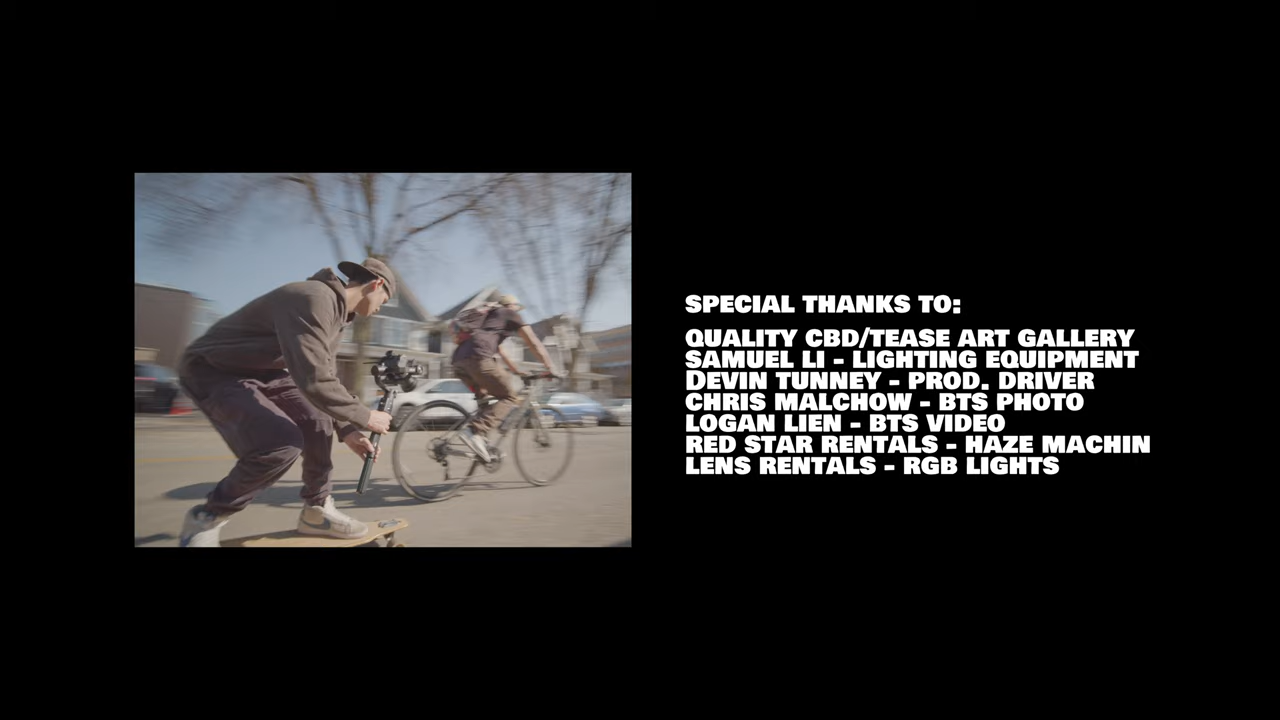 SPECIAL THANKS TO:
QUALITY CBD/TEASE ART GALLERY
SAMUEL LI - LIGHTING EQUIPMENT
DEVIN TUNNEY - PROD. DRIVER
CHRIS MALCHOW - BTS PHOTO
LOGAN LIEN - BTS VIDEO
RED STAR RENTALS - HAZE MACHIN
LENS RENTALS - RGB LIGHTS